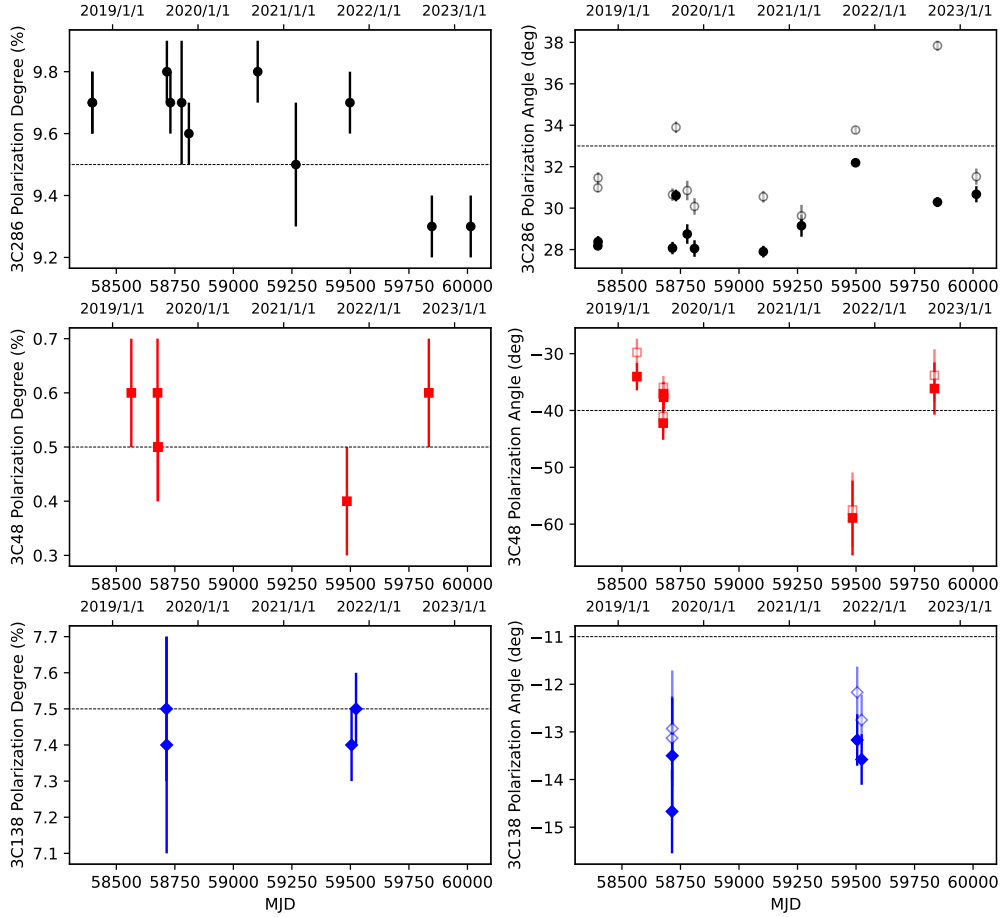 2019/1/1 2020/1/1 2021/1/1 2022/1/1 2023/1/1
3C286 Polarization Degree (%)
9.8
9.6
9.4
9.2
58500 58750 59000 59250 59500 59750 60000
2019/1/1 2020/1/1 2021/1/1 2022/1/1 2023/1/1
3C286 Polarization Angle (deg)
38
36
34
32
30
28
58500 58750 59000 59250 59500 59750 60000
2019/1/1 2020/1/1 2021/1/1 2022/1/1 2023/1/1
3C48 Polarization Degree (%)
0.7
0.6
0.5
0.4
0.3
58500 58750 59000 59250 59500 59750 60000
2019/1/1 2020/1/1 2021/1/1 2022/1/1 2023/1/1
3C48 Polarization Angle (deg)
−30
−40
−50
−60
58500 58750 59000 59250 59500 59750 60000
2019/1/1 2020/1/1 2021/1/1 2022/1/1 2023/1/1
3C138 Polarization Degree (%)
7.7
7.6
7.5
7.4
7.3
7.2
7.1
58500 58750 59000 59250 59500 59750 60000
MJD
2019/1/1 2020/1/1 2021/1/1 2022/1/1 2023/1/1
3C138 Polarization Angle (deg)
−11
−12
−13
−14
−15
58500 58750 59000 59250 59500 59750 60000
MJD